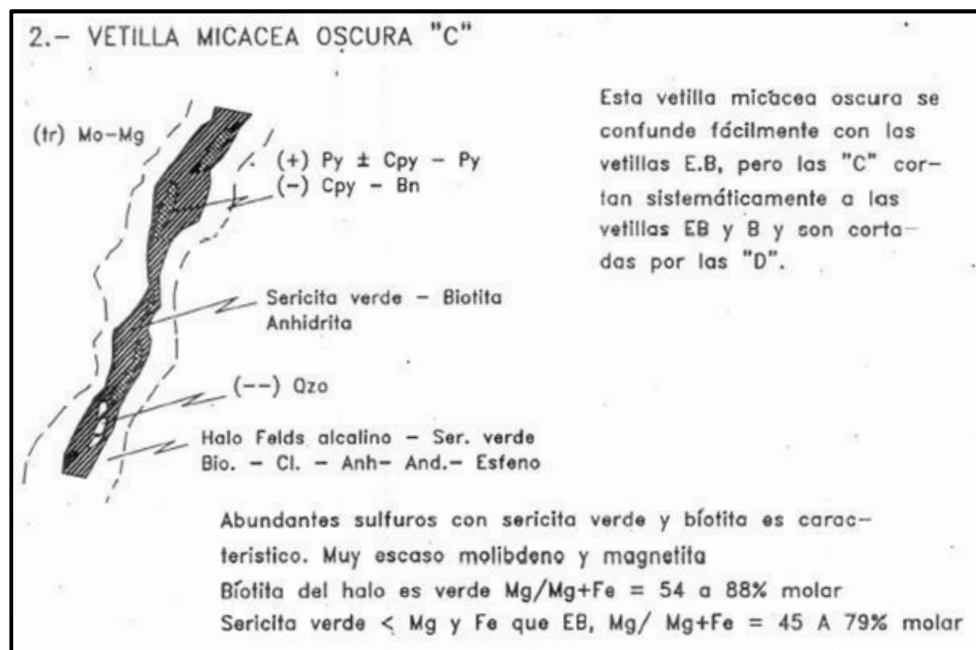 2.- VETILLA MICACEA OSCURA "C"
(tr) Mo-Mg
(+) Py ± Cpy - Py
(-) Cpy - Bn
Sericita verde - Biotita
Anhidrita
(--) Qzo
Halo Felds alcalino - Ser. verde
Bio. - Cl. - Anh- And.- Esfeno
Esta vetilla micácea oscura se
confunde fácilmente con las
vetillas E.B, pero las "C" cor-
tan sistemáticamente a las
vetillas EB y B y son corta-
das por las "D".
Abundantes sulfuros con sericita verde y bíotita es carac-
teristico. Muy escaso molibdeno y magnetita
Bíotita del halo es verde Mg/Mg+Fe = 54 a 88% molar
Sericita verde < Mg y Fe que EB, Mg/ Mg+Fe = 45 A 79% molar